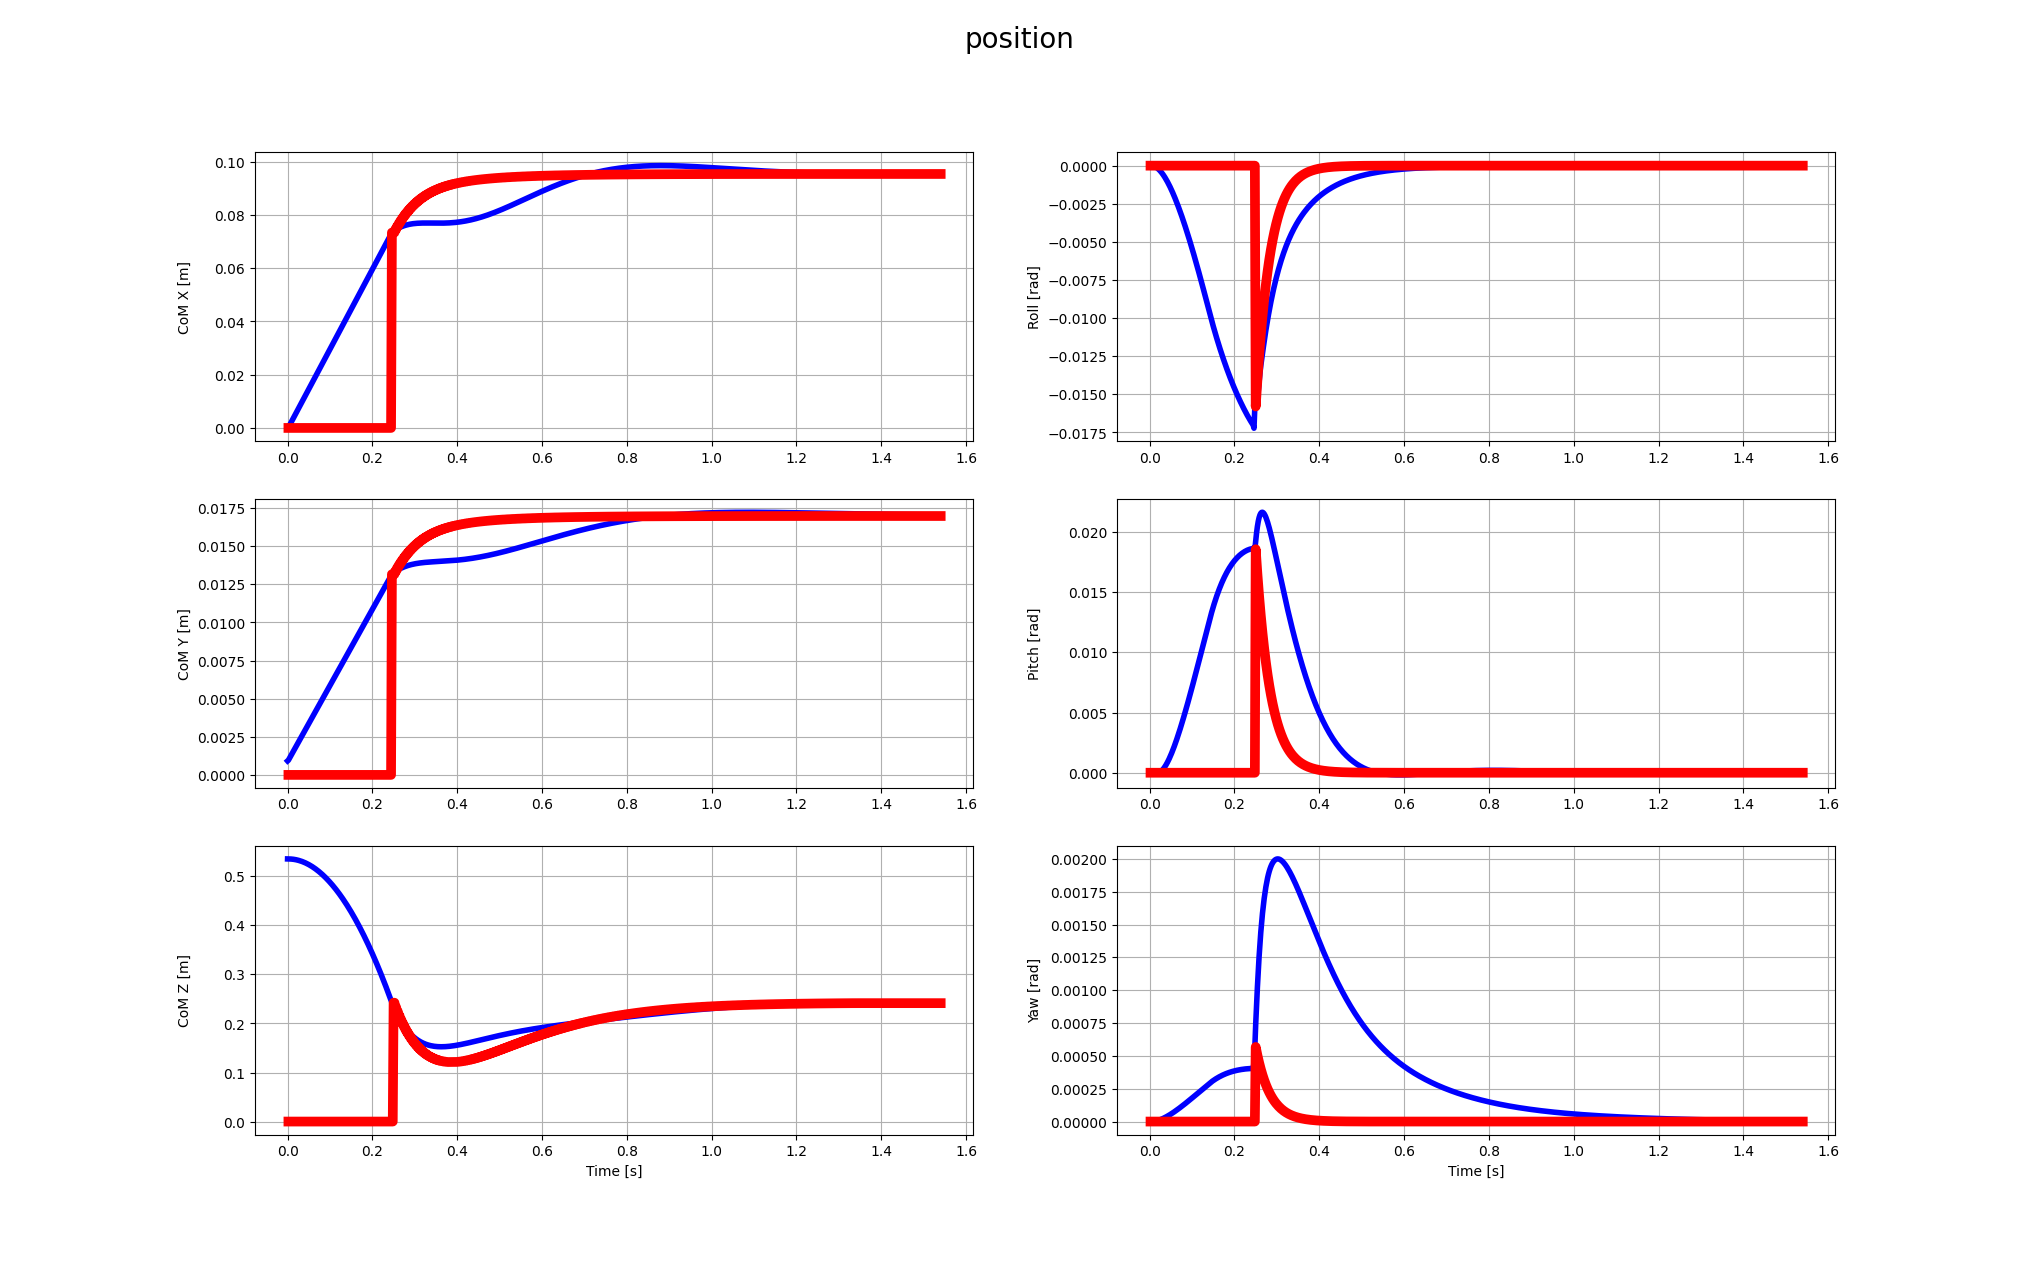 position
CoM X [m]
0.10
0.08
0.06
0.04
0.02
0.00
0.0 0.2 0.4 0.6 0.8 1.0 1.2 1.4 1.6
Roll [rad]
0.0000
−0.0025
−0.0050
−0.0075
−0.0100
−0.0125
−0.0150
−0.0175
0.0 0.2 0.4 0.6 0.8 1.0 1.2 1.4 1.6
CoM Y [m]
0.0175
0.0150
0.0125
0.0100
0.0075
0.0050
0.0025
0.0000
0.0 0.2 0.4 0.6 0.8 1.0 1.2 1.4 1.6
Pitch [rad]
0.020
0.015
0.010
0.005
0.000
0.0 0.2 0.4 0.6 0.8 1.0 1.2 1.4 1.6
CoM Z [m]
0.5
0.4
0.3
0.2
0.1
0.0
0.0 0.2 0.4 0.6 0.8 1.0 1.2 1.4 1.6
Time [s]
Yaw [rad]
0.00200
0.00175
0.00150
0.00125
0.00100
0.00075
0.00050
0.00025
0.00000
0.0 0.2 0.4 0.6 0.8 1.0 1.2 1.4 1.6
Time [s]